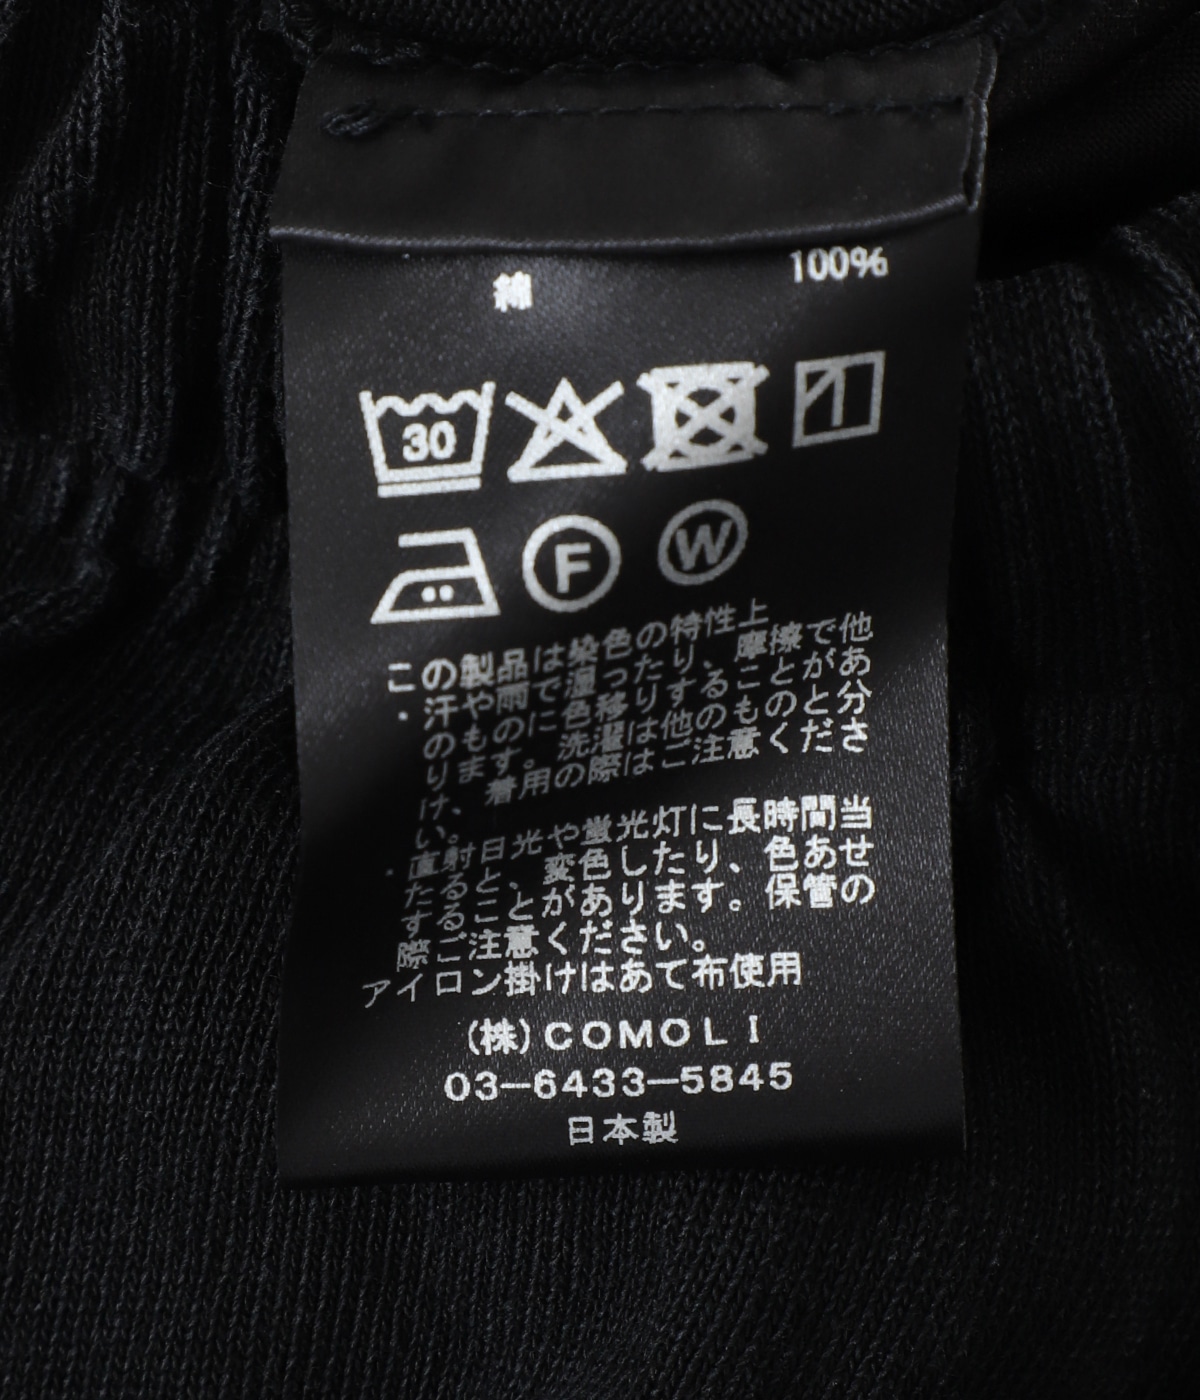 綿 100%
30
F W
この製品は染色の特性上
・汗や雨で湿ったり、摩擦で他
のものに色移りすることがあ
ります。洗濯は他のものと分
け、着用の際はご注意くださ
い。
・直射日光や蛍光灯に長時間当
たると、変色したり、色あせ
することがあります。保管の
際ご注意ください。
アイロン掛けはあて布使用
(株)COMOLI
03-6433-5845
日本製